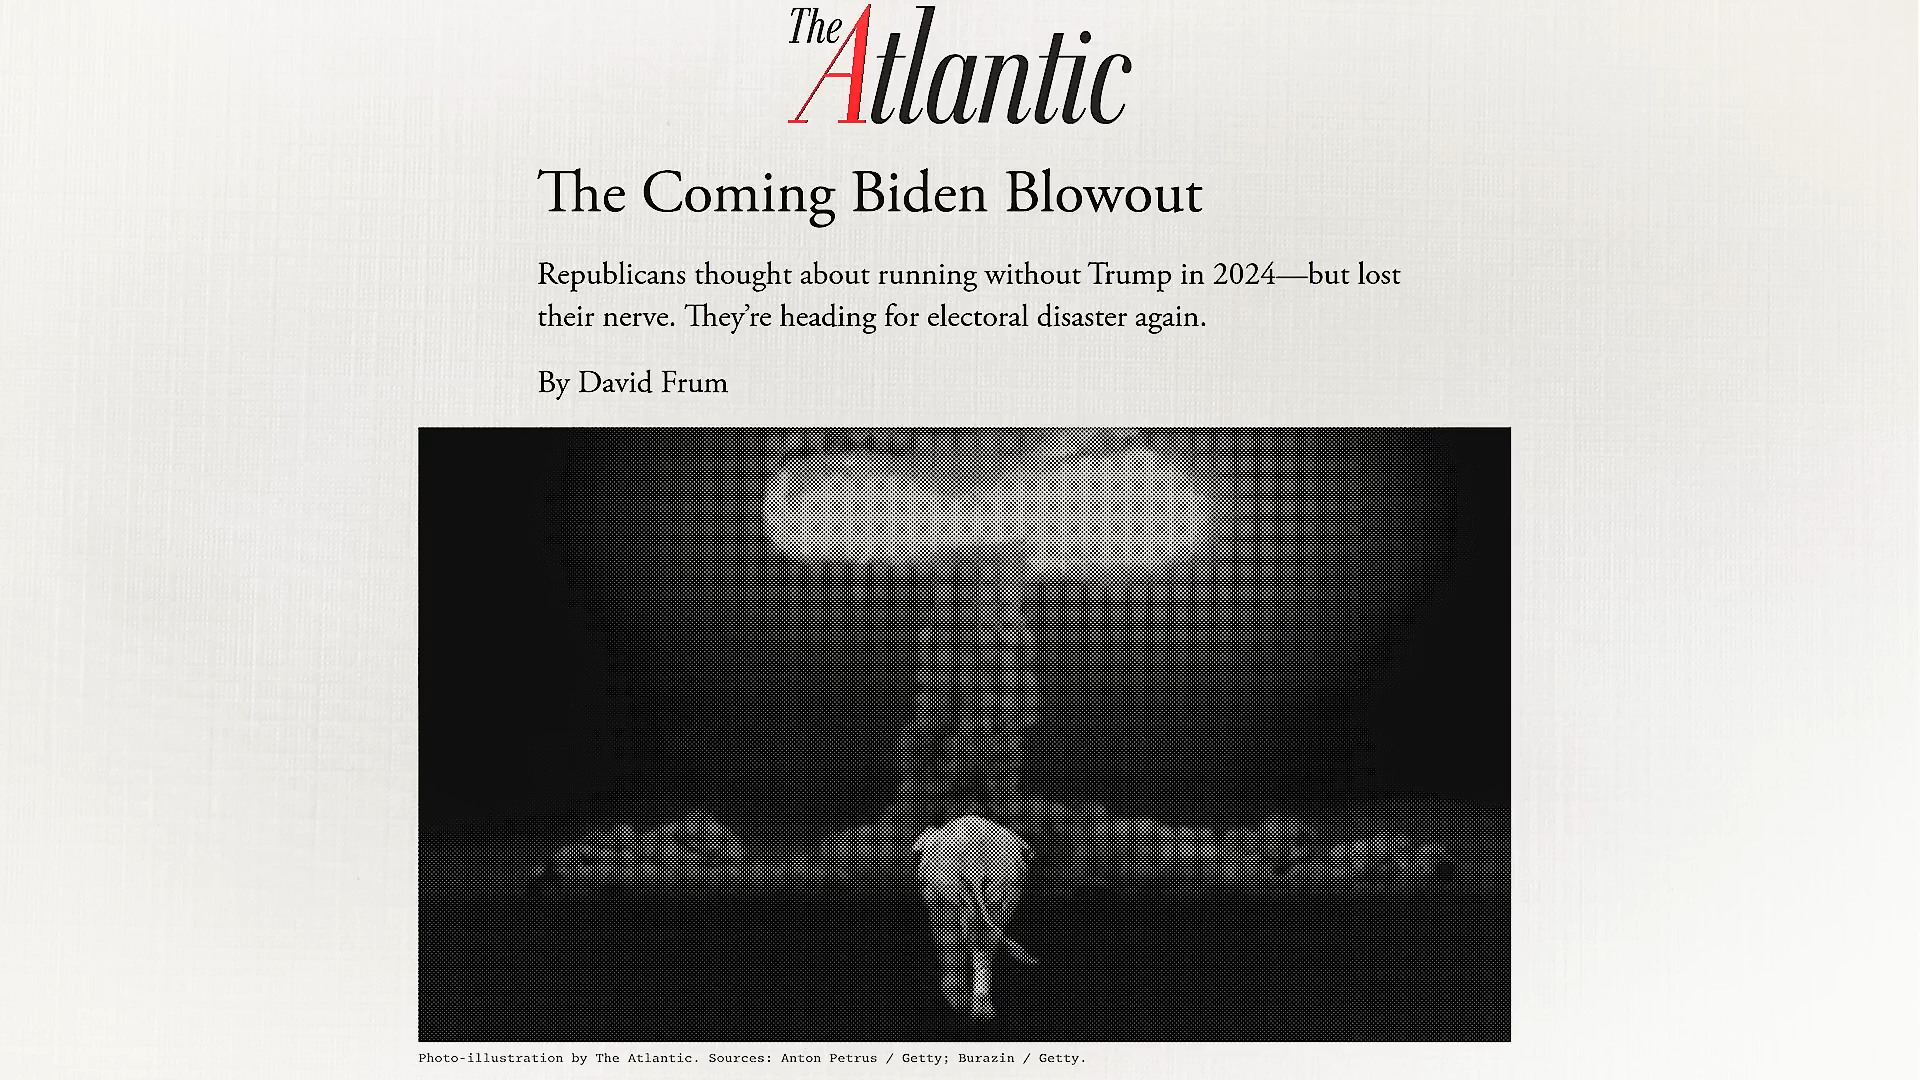 The Atlantic
The Coming Biden Blowout
Republicans thought about running without Trump in 2024—but lost
their nerve. They’re heading for electoral disaster again.
By David Frum
Photo-illustration by The Atlantic. Sources: Anton Petrus / Getty; Burazin / Getty.